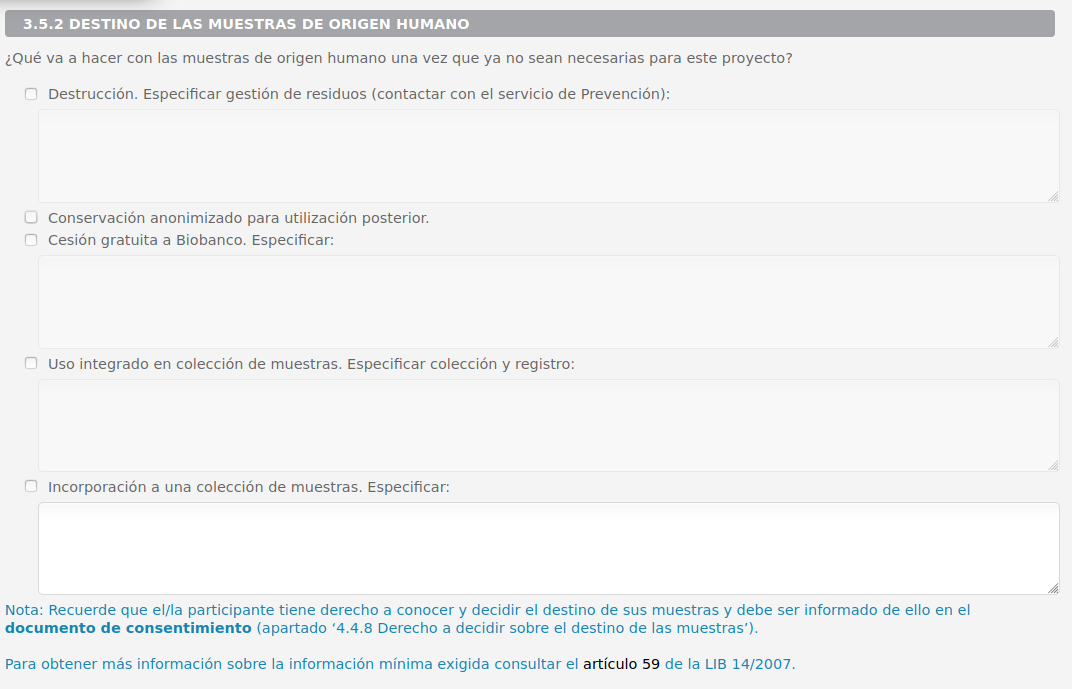 3.5.2 DESTINO DE LAS MUESTRAS DE ORIGEN HUMANO
¿Qué va a hacer con las muestras de origen humano una vez que ya no sean necesarias para este proyecto?
Destrucción. Especificar gestión de residuos (contactar con el servicio de Prevención):
Conservación anonimizado para utilización posterior.
Cesión gratuita a Biobanco. Especificar:
Uso integrado en colección de muestras. Especificar colección y registro:
Incorporación a una colección de muestras. Especificar:
Nota: Recuerde que el/la participante tiene derecho a conocer y decidir el destino de sus muestras y debe ser informado de ello en el
documento de consentimiento (apartado ‘4.4.8 Derecho a decidir sobre el destino de las muestras’).
Para obtener más información sobre la información mínima exigida consultar el artículo 59 de la LIB 14/2007.